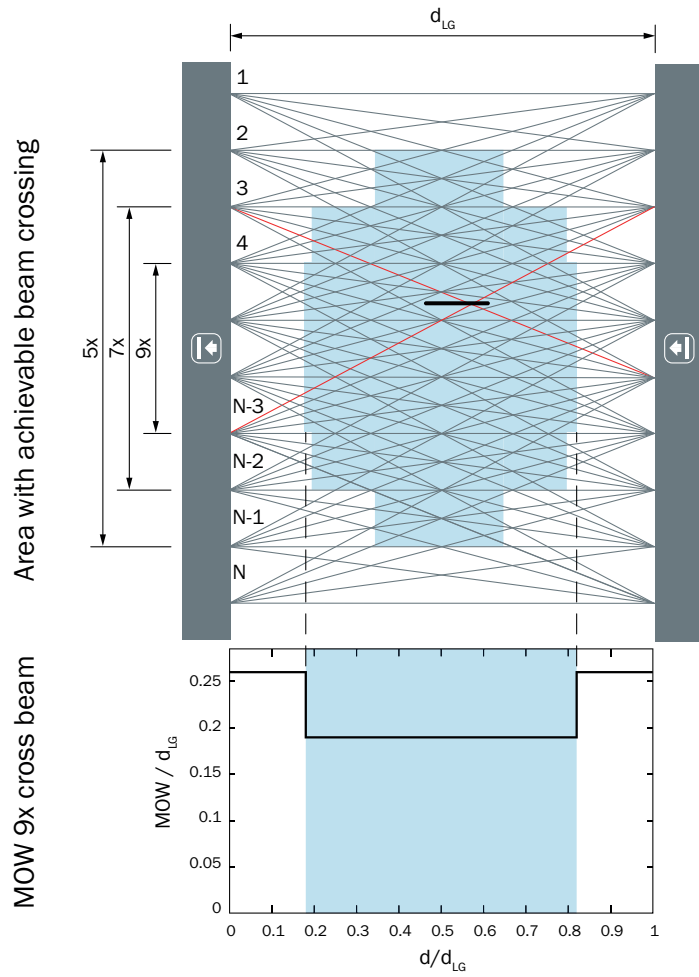 d_LG
Area with achievable beam crossing
5x
7x
9x
1
2
3
4
N-3
N-2
N-1
N
MOW 9x cross beam
MOW / d_LG
0.25
0.2
0.15
0.1
0.05
0
0 0.1 0.2 0.3 0.4 0.5 0.6 0.7 0.8 0.9 1
d/d_LG